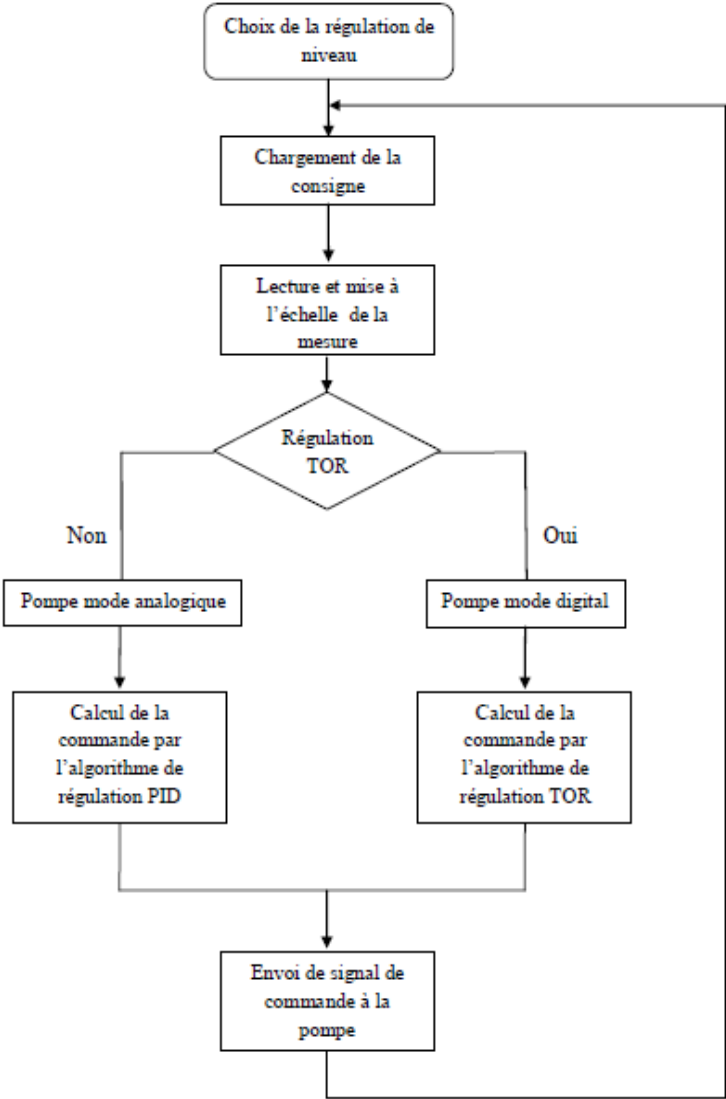 Choix de la régulation de
niveau
Chargement de la
consigne
Lecture et mise à
l'échelle de la
mesure
Régulation
TOR
Non
Oui
Pompe mode analogique
Pompe mode digital
Calcul de la
commande par
l'algorithme de
régulation PID
Calcul de la
commande par
l'algorithme de
régulation TOR
Envoi de signal de
commande à la
pompe